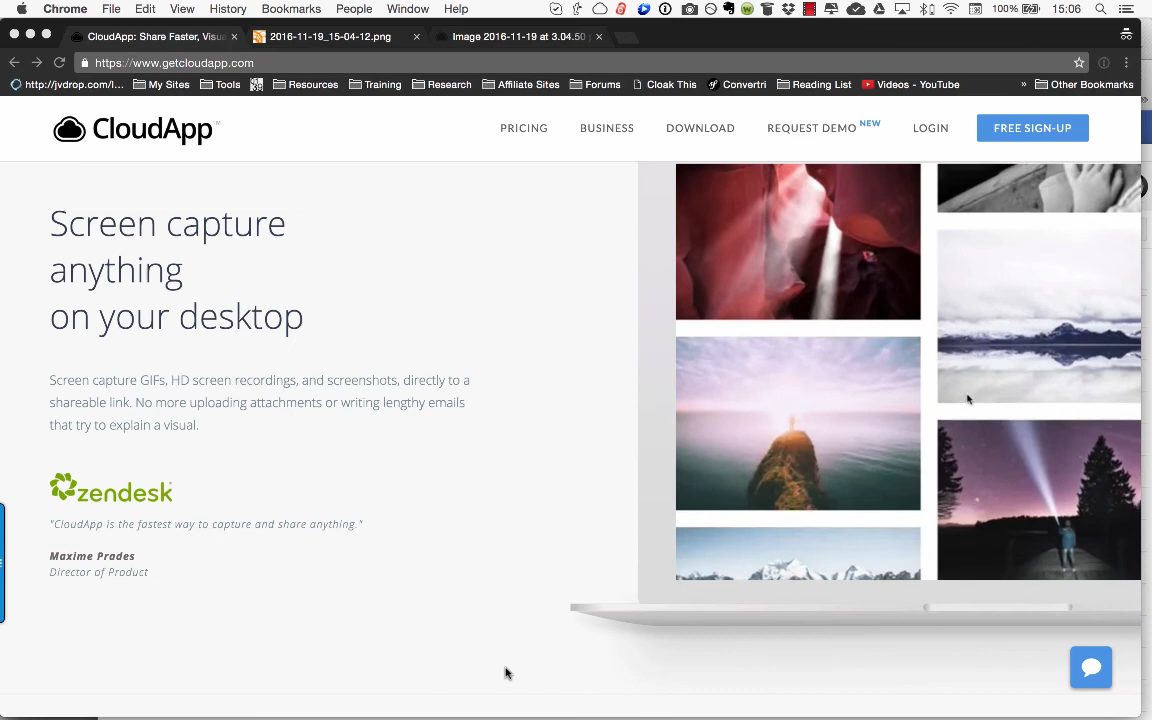 Chrome File Edit View History Bookmarks People Window Help 100% 15:06
CloudApp: Share Faster, Visu 2016-11-19_15-04-12.png Image 2016-11-19 at 3.04.50
https://www.getcloudapp.com
http://jvdrop.com/l... My Sites Tools Resources Training Research Affiliate Sites Forums Cloak This Convertri Reading List Videos - YouTube » Other Bookmarks
CloudApp™ PRICING BUSINESS DOWNLOAD REQUEST DEMO NEW LOGIN FREE SIGN-UP
Screen capture
anything
on your desktop
Screen capture GIFs, HD screen recordings, and screenshots, directly to a
shareable link. No more uploading attachments or writing lengthy emails
that try to explain a visual.
zendesk
"CloudApp is the fastest way to capture and share anything."
Maxime Prades
Director of Product